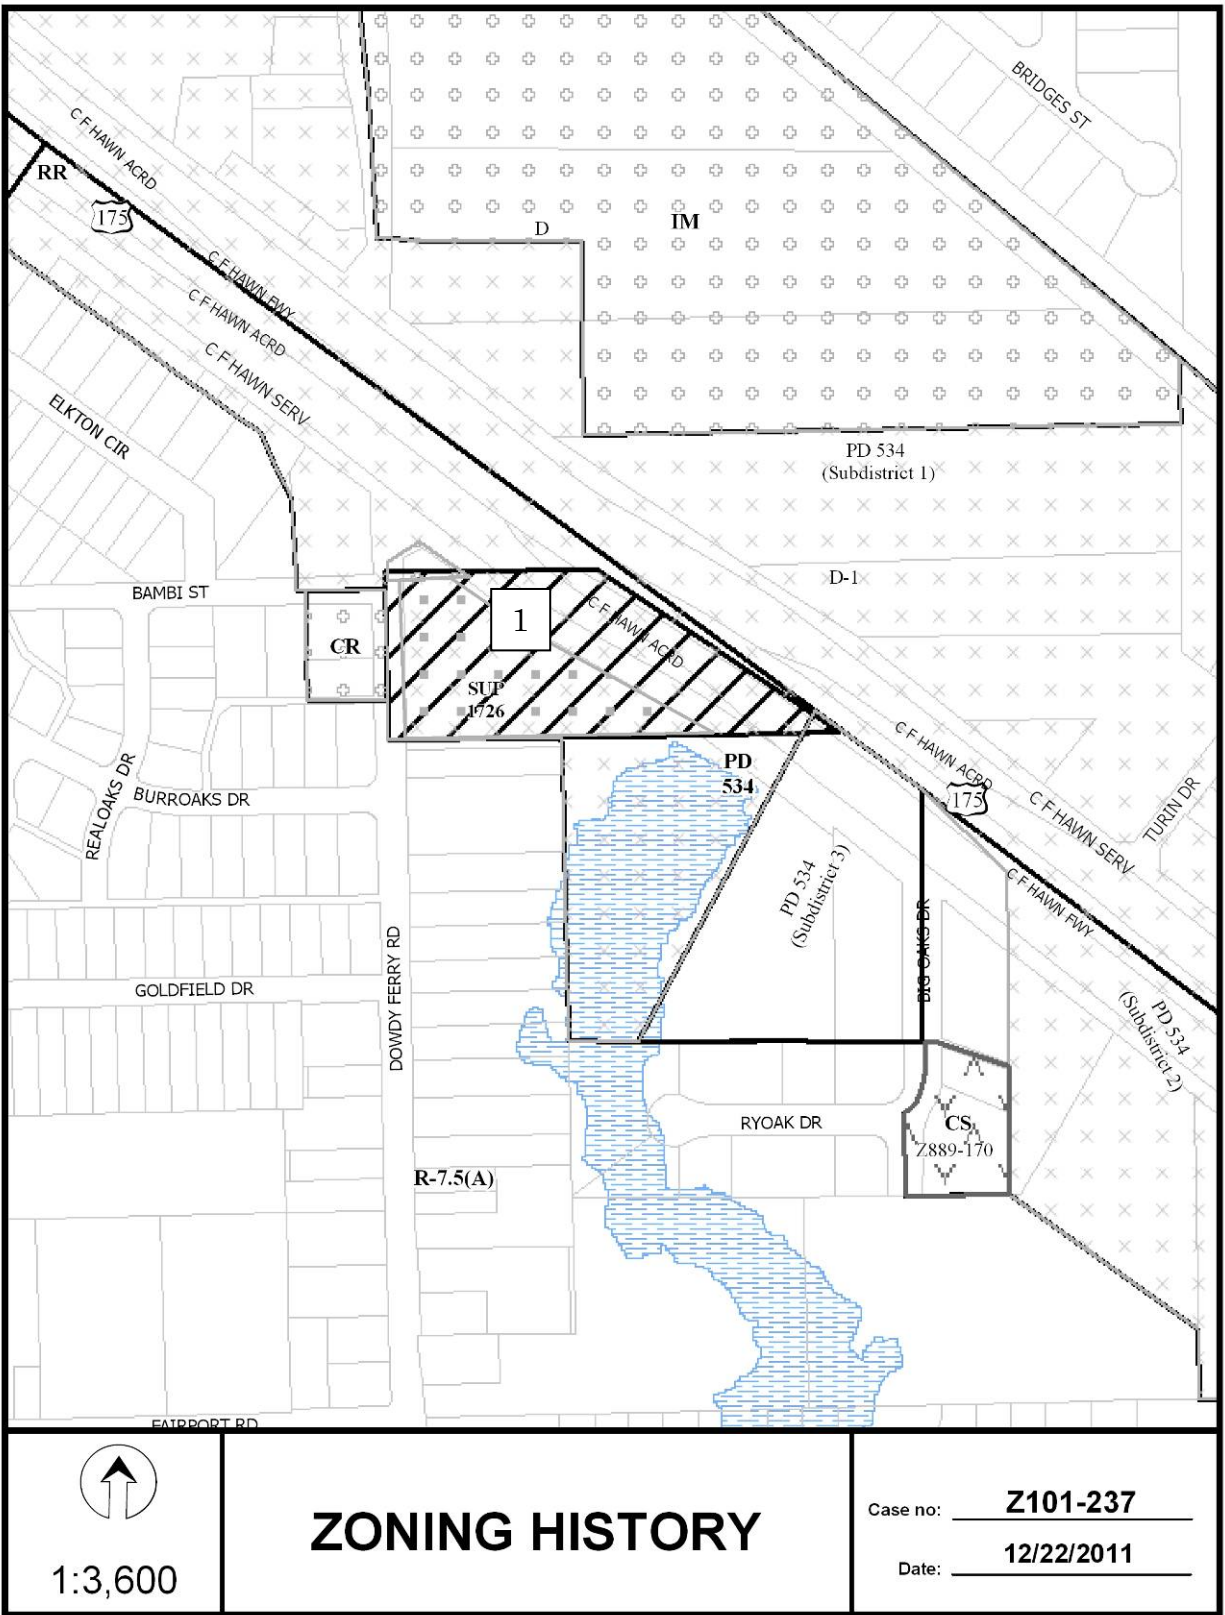 BRIDGES ST
C F HAWN ACRD
RR
175
D
IM
C F HAWN FWY
C F HAWN ACRD
C F HAWN SERV
ELKTON CIR
PD 534
(Subdistrict 1)
D-1
BAMBI ST
1
C F HAWN ACRD
CR
SUP
1726
PD
534
C F HAWN ACRD
175
C F HAWN SERV
TURIN DR
REALOAKS DR
BURROAKS DR
PD 534
(Subdistrict 3)
C F HAWN FWY
BIG OAKS DR
DOWDY FERRY RD
GOLDFIELD DR
PD 534
(Subdistrict 2)
RYOAK DR
CS
Z889-170
R-7.5(A)
FAIRPORT RD
1:3,600
ZONING HISTORY
Case no: Z101-237
Date: 12/22/2011